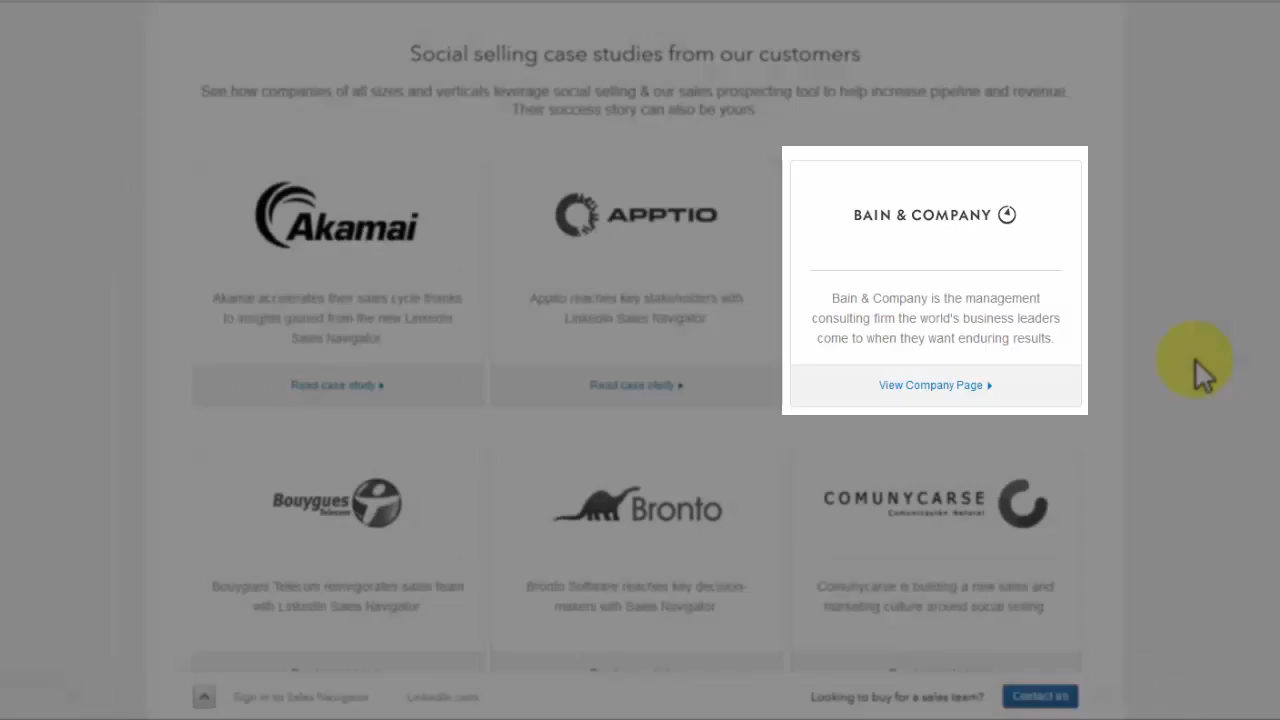 Social selling case studies from our customers
See how companies of all sizes and verticals leverage social selling & our sales prospecting tool to help increase pipeline and revenue.
Their success story can also be yours.
Akamai
APPTIO
BAIN & COMPANY
Akamai accelerates their sales cycle thanks
to insights gained from the new LinkedIn
Sales Navigator
Apptio reaches key stakeholders with
LinkedIn Sales Navigator
Bain & Company is the management
consulting firm the world's business leaders
come to when they want enduring results.
Read case study
Read case study
View Company Page
Bouygues
Telecom
Bronto
COMUNYCARSE
Comunicación Natural
Bouygues Telecom reinvigorates sales team
with LinkedIn Sales Navigator
Bronto Software reaches key decision-
makers with Sales Navigator
Comunycarse is building a new sales and
marketing culture around social selling
Sign in to Sales Navigator
LinkedIn.com
Looking to buy for a sales team?
Contact us